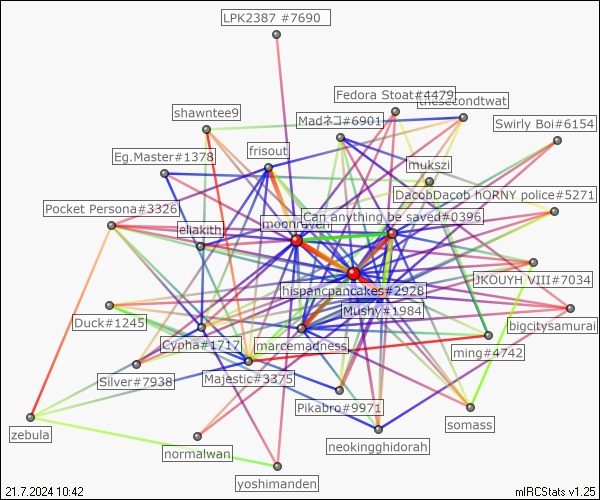 LPK2387 #7690
Fedora Stoat#4479
thesecondtwat
shawntee9
Madネコ#6901
Swirly Boi#6154
frisout
Eg.Master#1378
mukszi
DacobDacob hORNY police#5271
Pocket Persona#3326
Can anything be saved#0396
moonraven
eliakith
JKOUYH VIII#7034
hispancpancakes#2928
Mushy#1984
Duck#1245
bigcitysamurai
Cypha#1717
marcemadness
ming#4742
Silver#7938
Majestic#3375
Pikabro#9971
somass
zebula
normalwan
neokingghidorah
yoshimanden
21.7.2024 10:42
mIRCStats v1.25